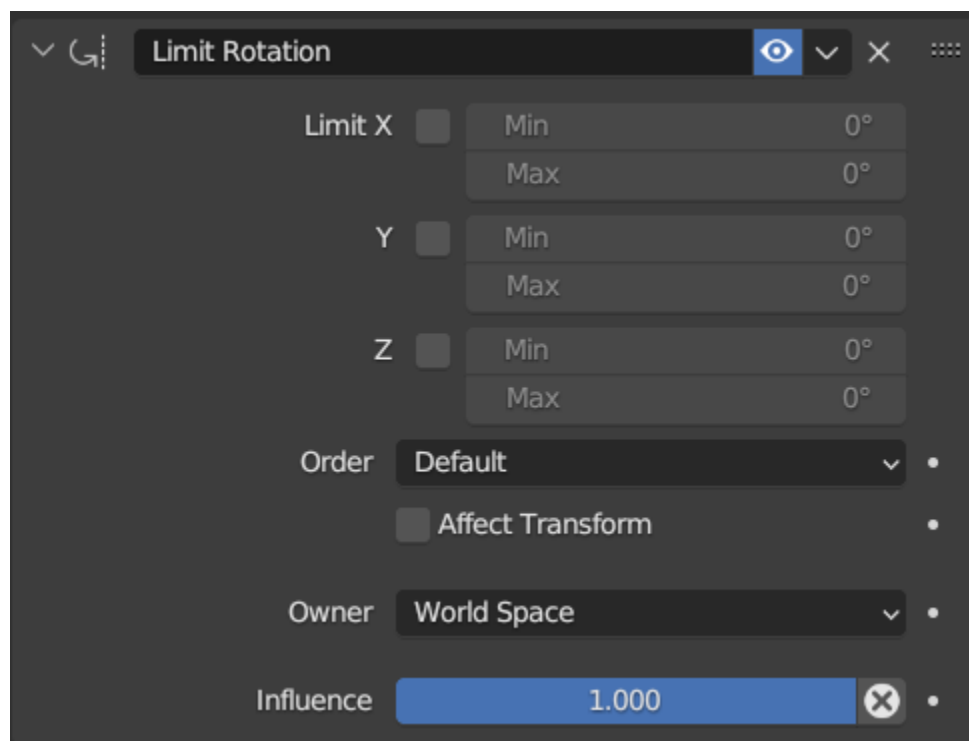 Limit Rotation
Limit X Min 0°
Max 0°
Y Min 0°
Max 0°
Z Min 0°
Max 0°
Order Default
Affect Transform
Owner World Space
Influence 1.000